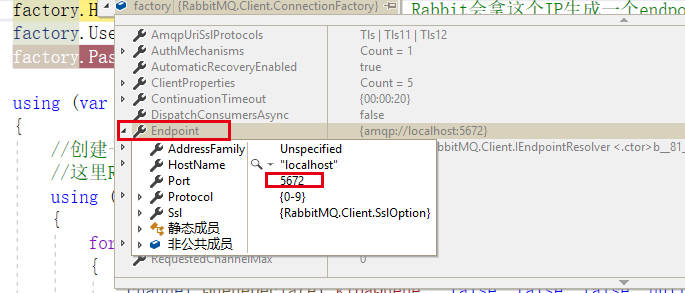 factory {RabbitMQ.Client.ConnectionFactory}
factory.H
Rabbit会拿这个IP生成一个endpo
factory.Use
factory.Pas
AmqpUriSslProtocols Tls | Tls11 | Tls12
AuthMechanisms Count = 1
AutomaticRecoveryEnabled true
ClientProperties Count = 5
ContinuationTimeout {00:00:20}
DispatchConsumersAsync false
using (var
{
Endpoint {amqp://localhost:5672}
//创建
abbitMQ.Client.IEndpointResolver <.ctor>b__81_
AddressFamily Unspecified
HostName "localhost"
//这里R
Port 5672
using (
Protocol {0-9}
{
Ssl {RabbitMQ.Client.SslOption}
静态成员
for
非公共成员
{
RequestedChannelMax 0